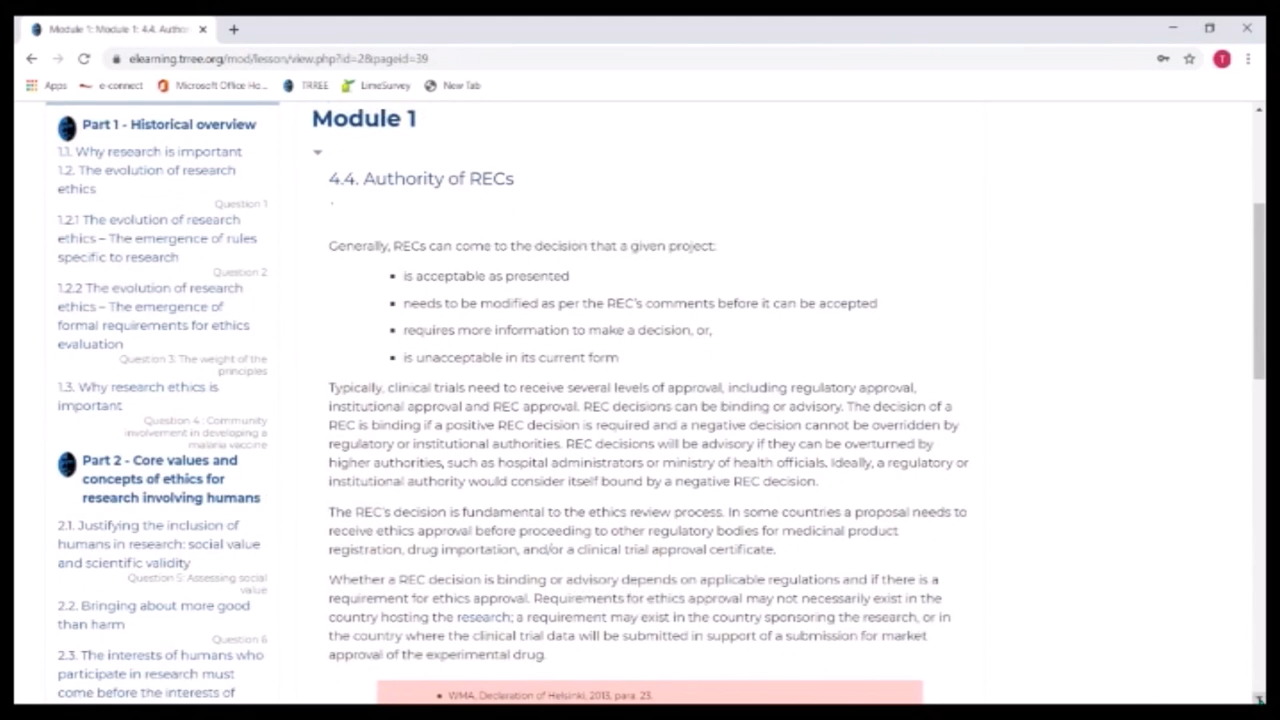 Module 1: Module 1: 4.4. Autho
elearning.trree.org/mod/lesson/view.php?id=28&pageid=39
T
Apps
e-connect
Microsoft Office Ho...
TRREE
LimeSurvey
New Tab
Part 1 - Historical overview
1.1. Why research is important
1.2. The evolution of research
ethics
Question 1
1.2.1 The evolution of research
ethics – The emergence of rules
specific to research
Question 2
1.2.2 The evolution of research
ethics – The emergence of
formal requirements for ethics
evaluation
Question 3: The weight of the
principles
1.3. Why research ethics is
important
Question 4 : Community
involvement in developing a
malaria vaccine
Part 2 - Core values and
concepts of ethics for
research involving humans
2.1. Justifying the inclusion of
humans in research: social value
and scientific validity
Question 5: Assessing social
value
2.2. Bringing about more good
than harm
Question 6
2.3. The interests of humans who
participate in research must
come before the interests of
Module 1
4.4. Authority of RECs
Generally, RECs can come to the decision that a given project:
▪ is acceptable as presented
▪ needs to be modified as per the REC's comments before it can be accepted
▪ requires more information to make a decision, or,
▪ is unacceptable in its current form
Typically, clinical trials need to receive several levels of approval, including regulatory approval,
institutional approval and REC approval. REC decisions can be binding or advisory. The decision of a
REC is binding if a positive REC decision is required and a negative decision cannot be overridden by
regulatory or institutional authorities. REC decisions will be advisory if they can be overturned by
higher authorities, such as hospital administrators or ministry of health officials. Ideally, a regulatory or
institutional authority would consider itself bound by a negative REC decision.
The REC's decision is fundamental to the ethics review process. In some countries a proposal needs to
receive ethics approval before proceeding to other regulatory bodies for medicinal product
registration, drug importation, and/or a clinical trial approval certificate.
Whether a REC decision is binding or advisory depends on applicable regulations and if there is a
requirement for ethics approval. Requirements for ethics approval may not necessarily exist in the
country hosting the research; a requirement may exist in the country sponsoring the research, or in
the country where the clinical trial data will be submitted in support of a submission for market
approval of the experimental drug.
• WMA, Declaration of Helsinki, 2013, para. 23.